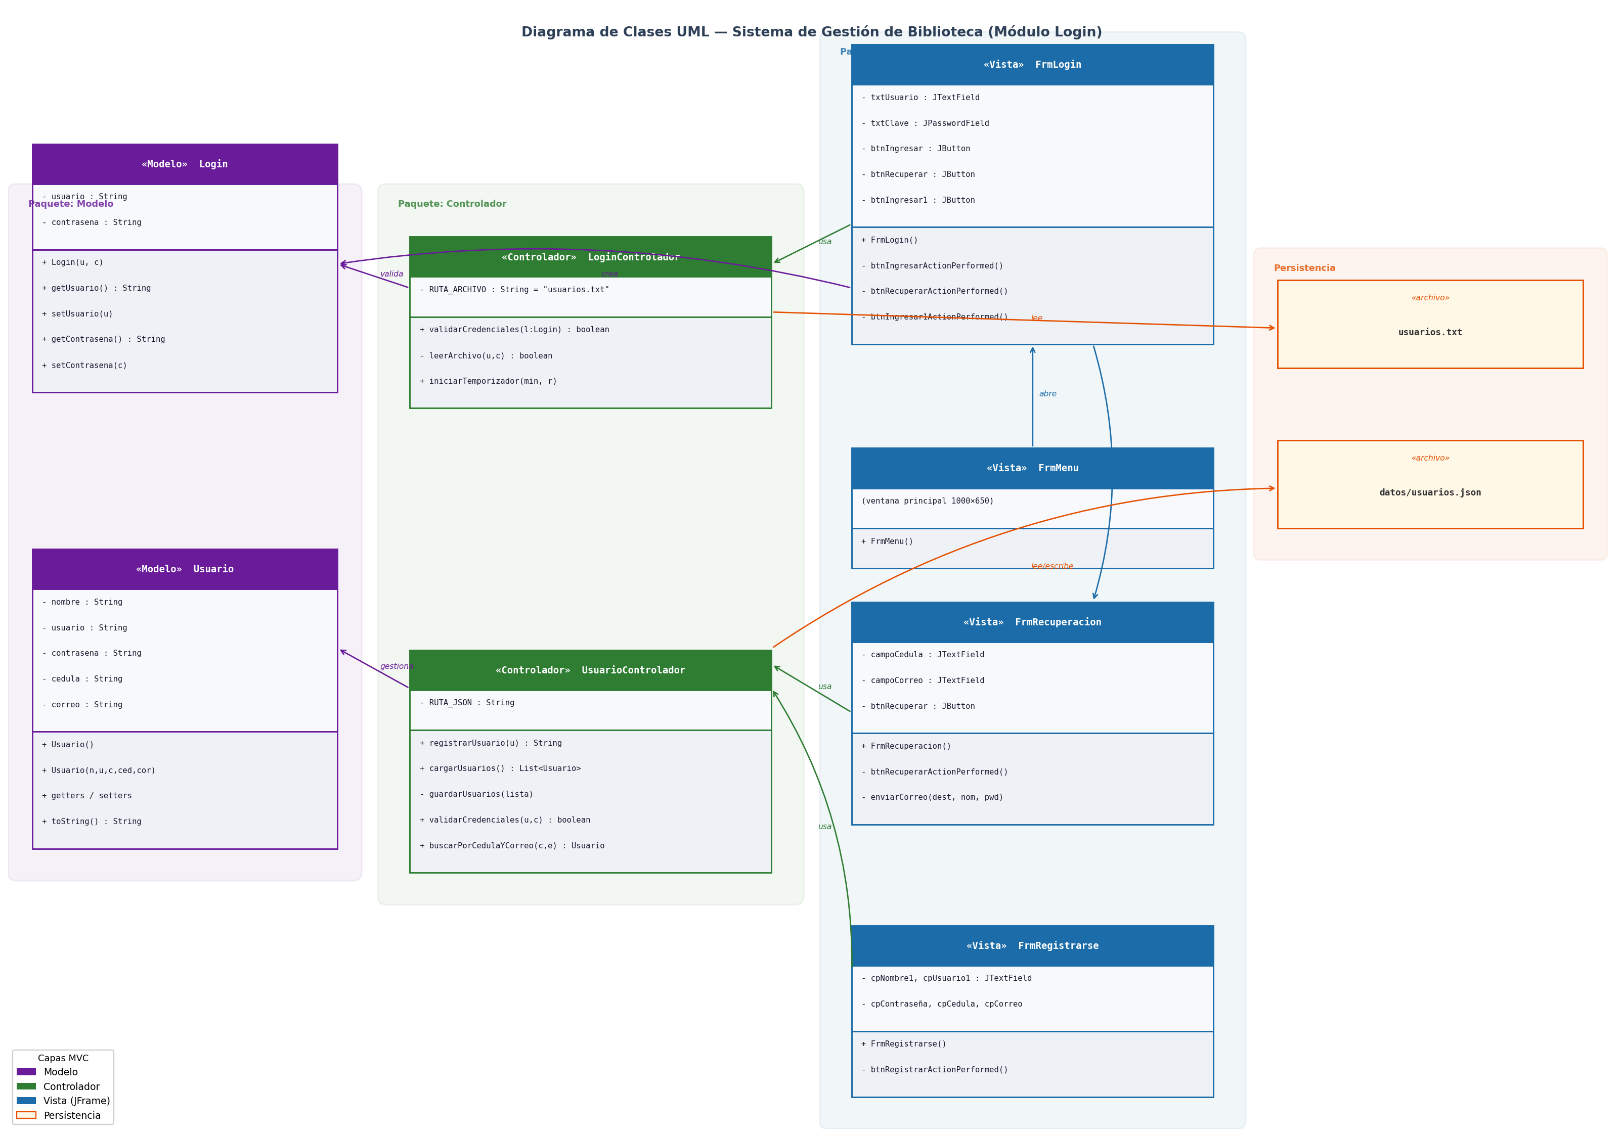 Diagrama de Clases UML — Sistema de Gestión de Biblioteca (Módulo Login)
«Modelo» Login
- usuario : String
Paquete: Modelo
- contrasena : String
+ Login(u, c)
+ getUsuario() : String
+ setUsuario(u)
+ getContrasena() : String
+ setContrasena(c)
«Modelo» Usuario
- nombre : String
- usuario : String
- contrasena : String
- cedula : String
- correo : String
+ Usuario()
+ Usuario(n,u,c,ced,cor)
+ getters / setters
+ toString() : String
valida
gestiona
Paquete: Controlador
«Controlador» LoginControlador
crea
- RUTA_ARCHIVO : String = "usuarios.txt"
+ validarCredenciales(l:Login) : boolean
- leerArchivo(u,c) : boolean
+ iniciarTemporizador(min, r)
«Controlador» UsuarioControlador
- RUTA_JSON : String
+ registrarUsuario(u) : String
+ cargarUsuarios() : List<Usuario>
- guardarUsuarios(lista)
+ validarCredenciales(u,c) : boolean
+ buscarPorCedulaYCorreo(c,e) : Usuario
usa
usa
usa
Pa
«Vista» FrmLogin
- txtUsuario : JTextField
- txtClave : JPasswordField
- btnIngresar : JButton
- btnRecuperar : JButton
- btnIngresar1 : JButton
+ FrmLogin()
- btnIngresarActionPerformed()
- btnRecuperarActionPerformed()
- btnIngresar1ActionPerformed()
lee
abre
«Vista» FrmMenu
(ventana principal 1000×650)
+ FrmMenu()
lee/escribe
«Vista» FrmRecuperacion
- campoCedula : JTextField
- campoCorreo : JTextField
- btnRecuperar : JButton
+ FrmRecuperacion()
- btnRecuperarActionPerformed()
- enviarCorreo(dest, nom, pwd)
«Vista» FrmRegistrarse
- cpNombre1, cpUsuario1 : JTextField
- cpContraseña, cpCedula, cpCorreo
+ FrmRegistrarse()
- btnRegistrarActionPerformed()
Persistencia
«archivo»
usuarios.txt
«archivo»
datos/usuarios.json
Capas MVC
Modelo
Controlador
Vista (JFrame)
Persistencia